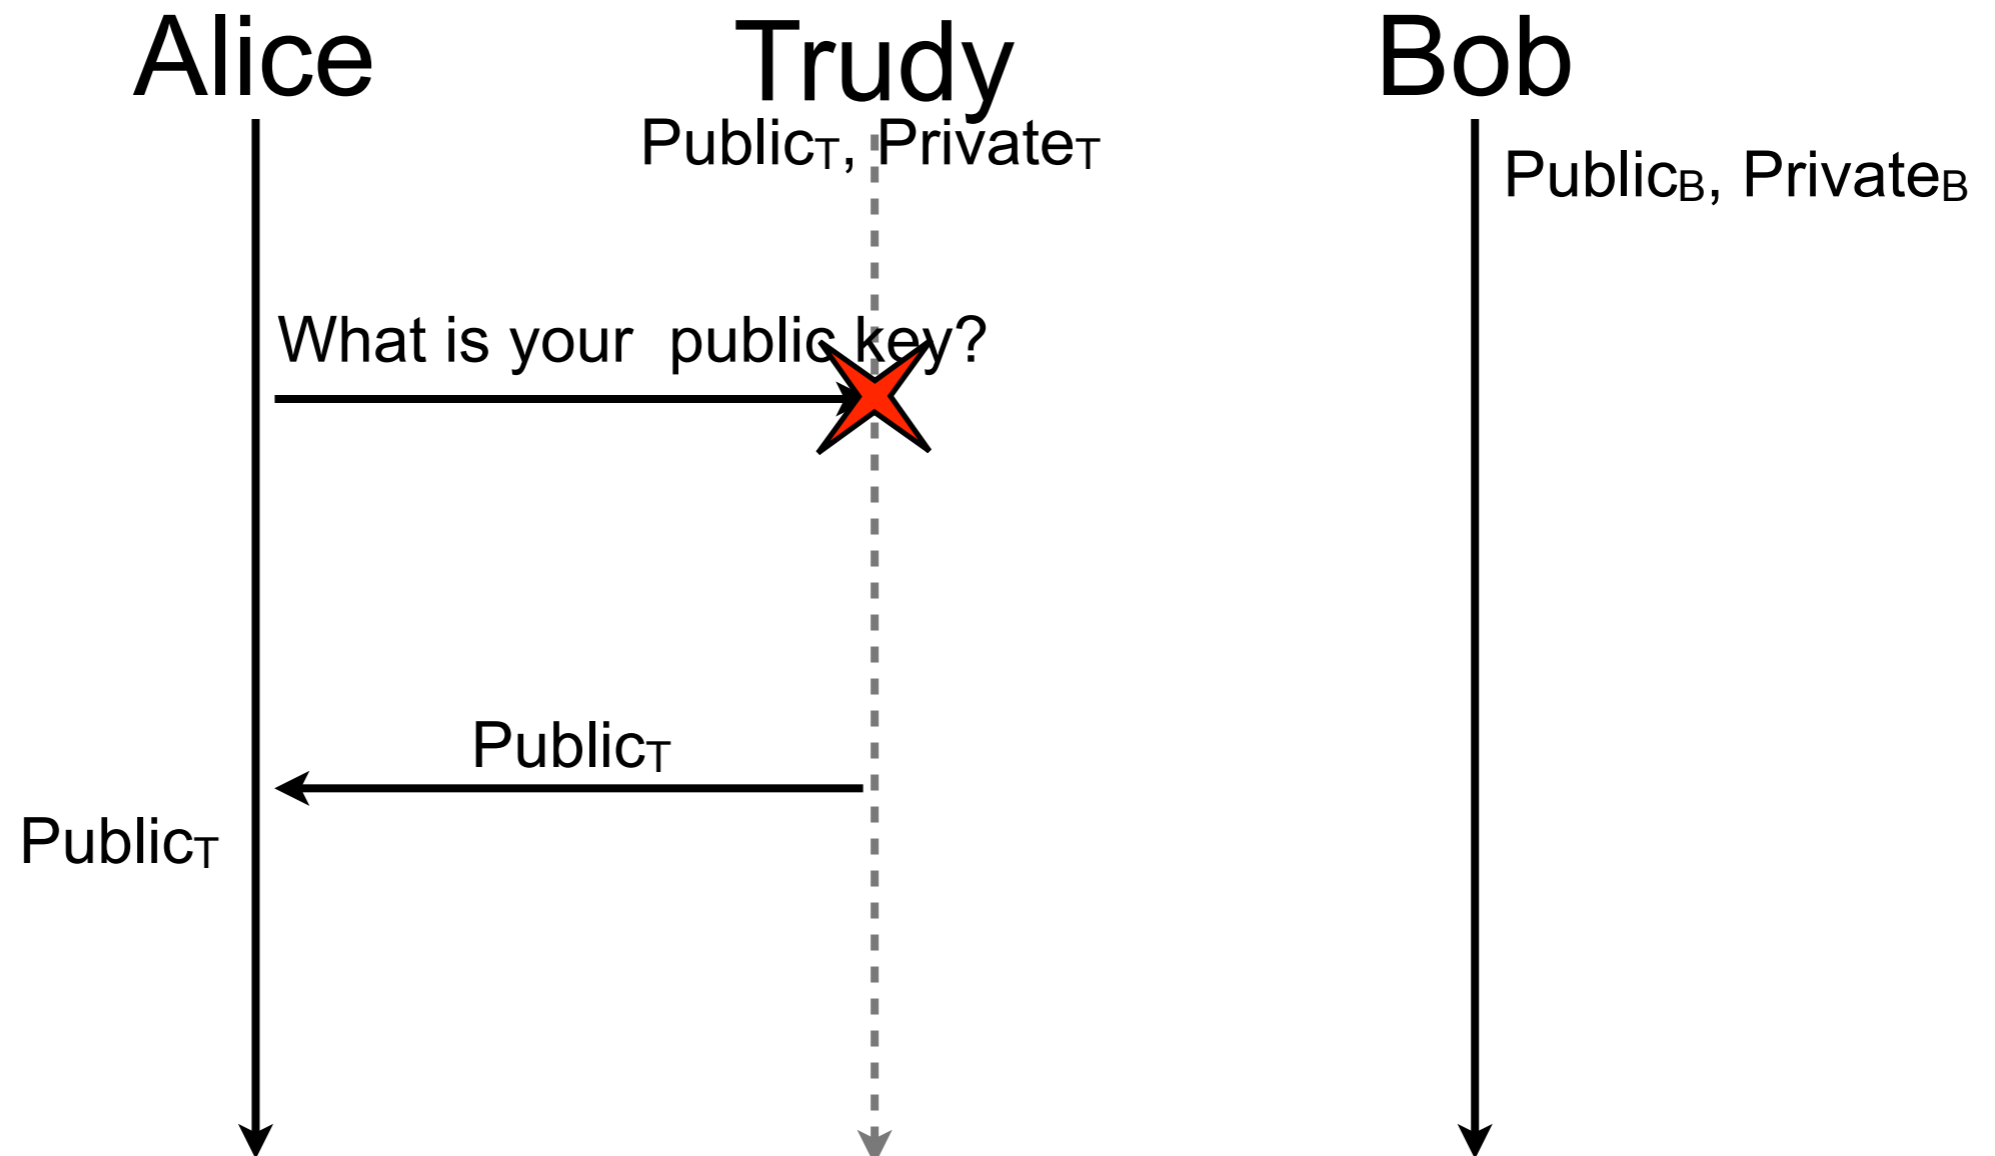 Alice
Trudy
Bob
PublicT, PrivateT
PublicB, PrivateB
What is your  public key?
PublicT
PublicT